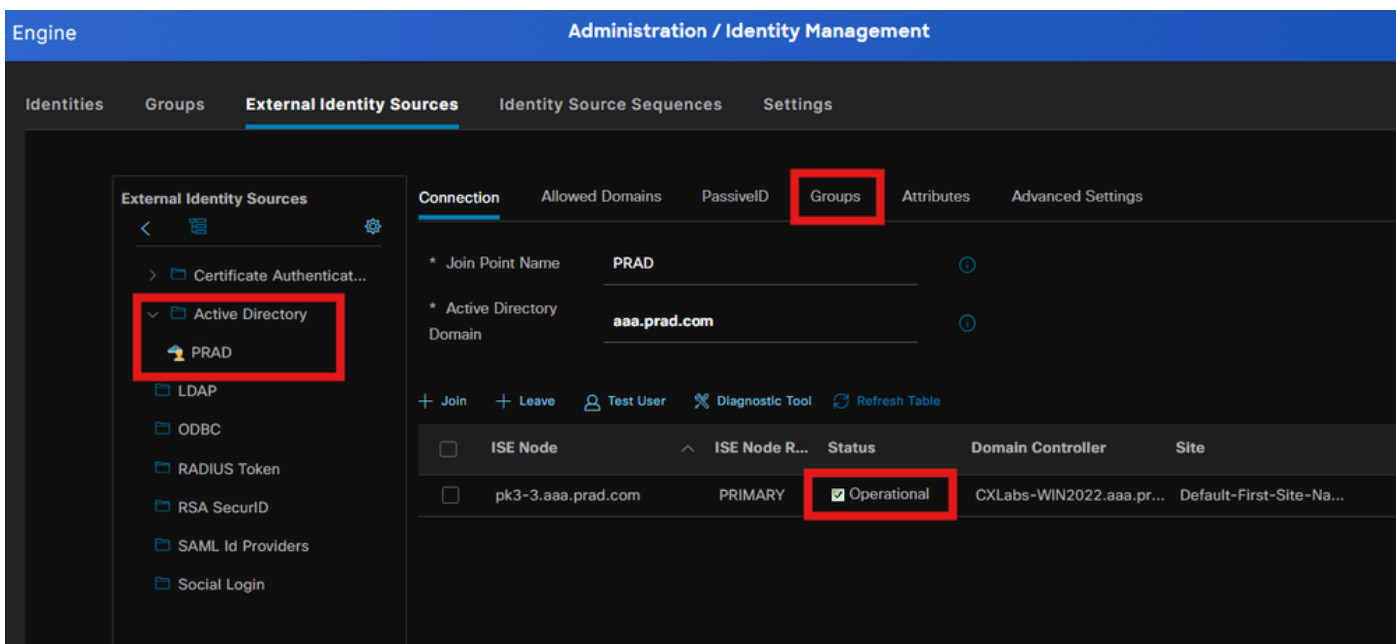 Engine
Administration / Identity Management
Identities Groups External Identity Sources Identity Source Sequences Settings
External Identity Sources
Certificate Authenticat...
Active Directory
PRAD
LDAP
ODBC
RADIUS Token
RSA SecurID
SAML Id Providers
Social Login
Connection Allowed Domains PassiveID Groups Attributes Advanced Settings
* Join Point Name PRAD
* Active Directory
Domain aaa.prad.com
+ Join + Leave Test User Diagnostic Tool Refresh Table
ISE Node ISE Node R... Status Domain Controller Site
pk3-3.aaa.prad.com PRIMARY Operational CXLabs-WIN2022.aaa.pr... Default-First-Site-Na...